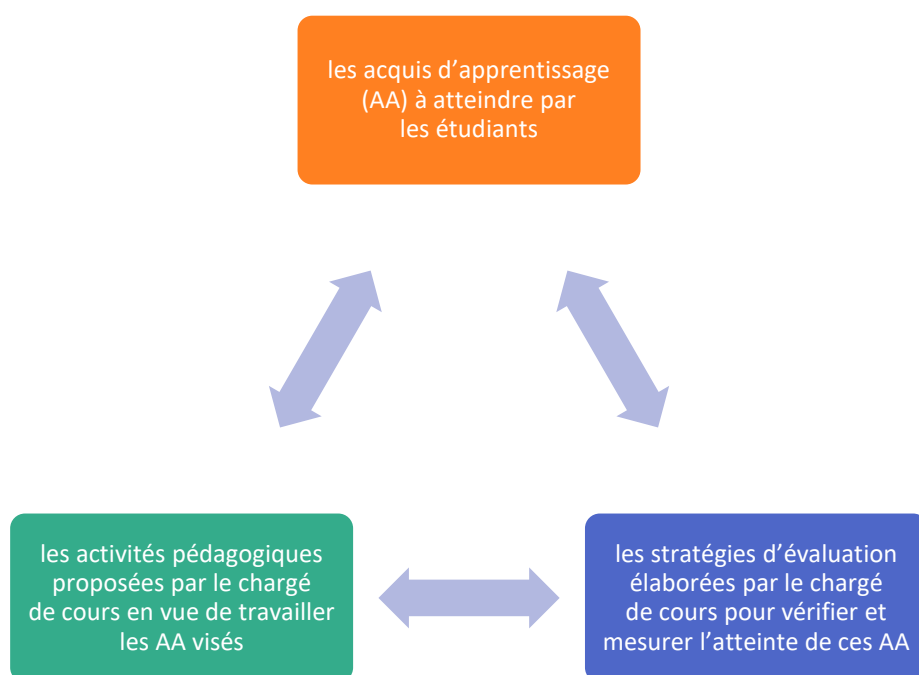 les acquis d’apprentissage
(AA) à atteindre par
les étudiants
les activités pédagogiques
proposées par le chargé
de cours en vue de travailler
les AA visés
les stratégies d’évaluation
élaborées par le chargé
de cours pour vérifier et
mesurer l’atteinte de ces AA